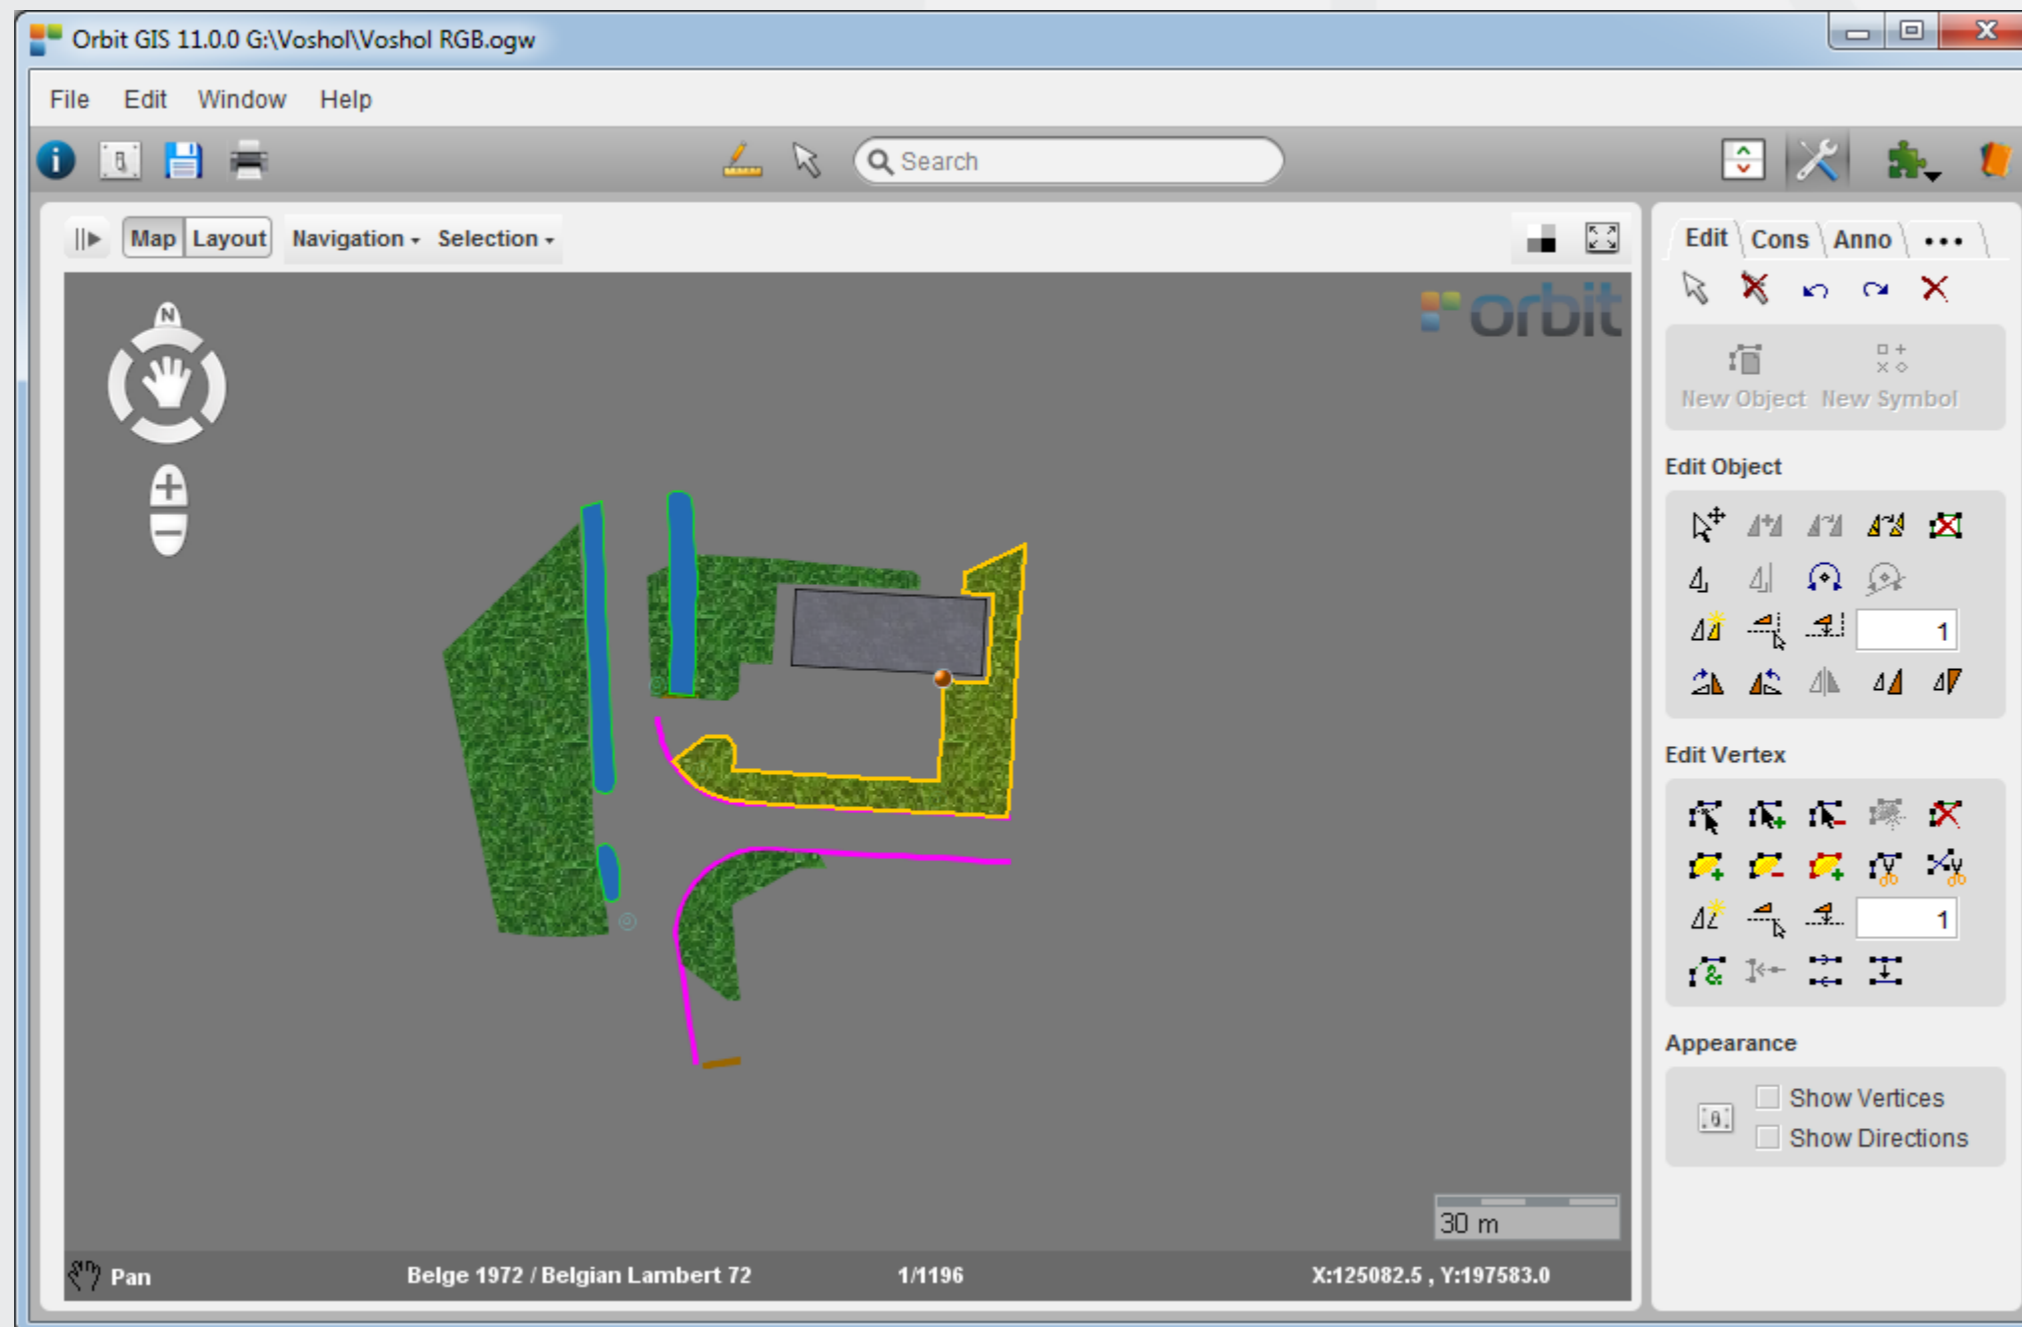 Orbit GIS 11.0.0 G:\Voshol\Voshol RGB.ogw
File Edit Window Help
Search
Map Layout Navigation Selection
Edit Cons Anno •••
orbit
N
New Object New Symbol
Edit Object
1
Edit Vertex
1
Appearance
Show Vertices
Show Directions
30 m
Pan Belge 1972 / Belgian Lambert 72 1/1196 X:125082.5 , Y:197583.0